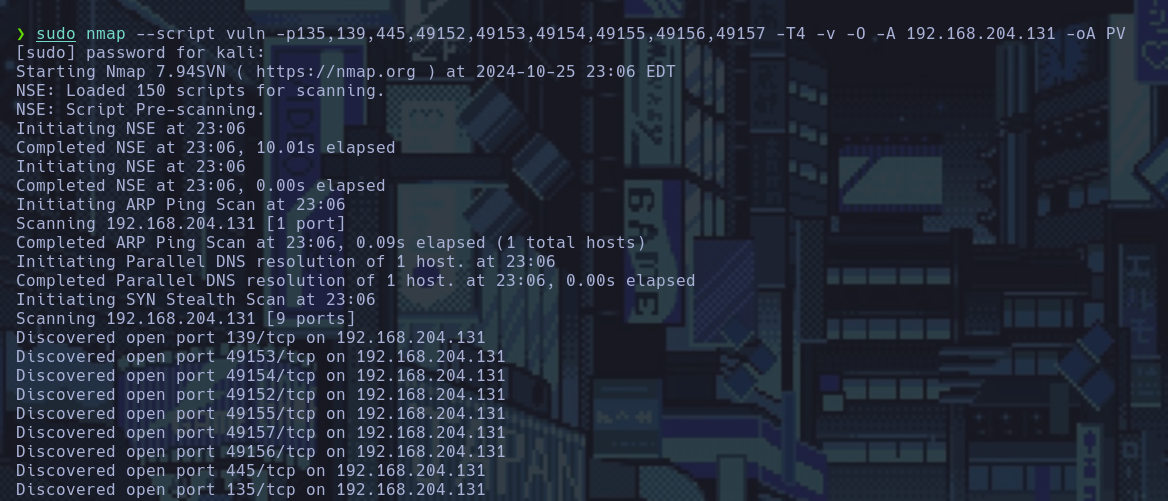 ❯ sudo nmap --script vuln -p135,139,445,49152,49153,49154,49155,49156,49157 -T4 -v -O -A 192.168.204.131 -oA PV
[sudo] password for kali:
Starting Nmap 7.94SVN ( https://nmap.org ) at 2024-10-25 23:06 EDT
NSE: Loaded 150 scripts for scanning.
NSE: Script Pre-scanning.
Initiating NSE at 23:06
Completed NSE at 23:06, 10.01s elapsed
Initiating NSE at 23:06
Completed NSE at 23:06, 0.00s elapsed
Initiating ARP Ping Scan at 23:06
Scanning 192.168.204.131 [1 port]
Completed ARP Ping Scan at 23:06, 0.09s elapsed (1 total hosts)
Initiating Parallel DNS resolution of 1 host. at 23:06
Completed Parallel DNS resolution of 1 host. at 23:06, 0.00s elapsed
Initiating SYN Stealth Scan at 23:06
Scanning 192.168.204.131 [9 ports]
Discovered open port 139/tcp on 192.168.204.131
Discovered open port 49153/tcp on 192.168.204.131
Discovered open port 49154/tcp on 192.168.204.131
Discovered open port 49152/tcp on 192.168.204.131
Discovered open port 49155/tcp on 192.168.204.131
Discovered open port 49157/tcp on 192.168.204.131
Discovered open port 49156/tcp on 192.168.204.131
Discovered open port 445/tcp on 192.168.204.131
Discovered open port 135/tcp on 192.168.204.131
GAME